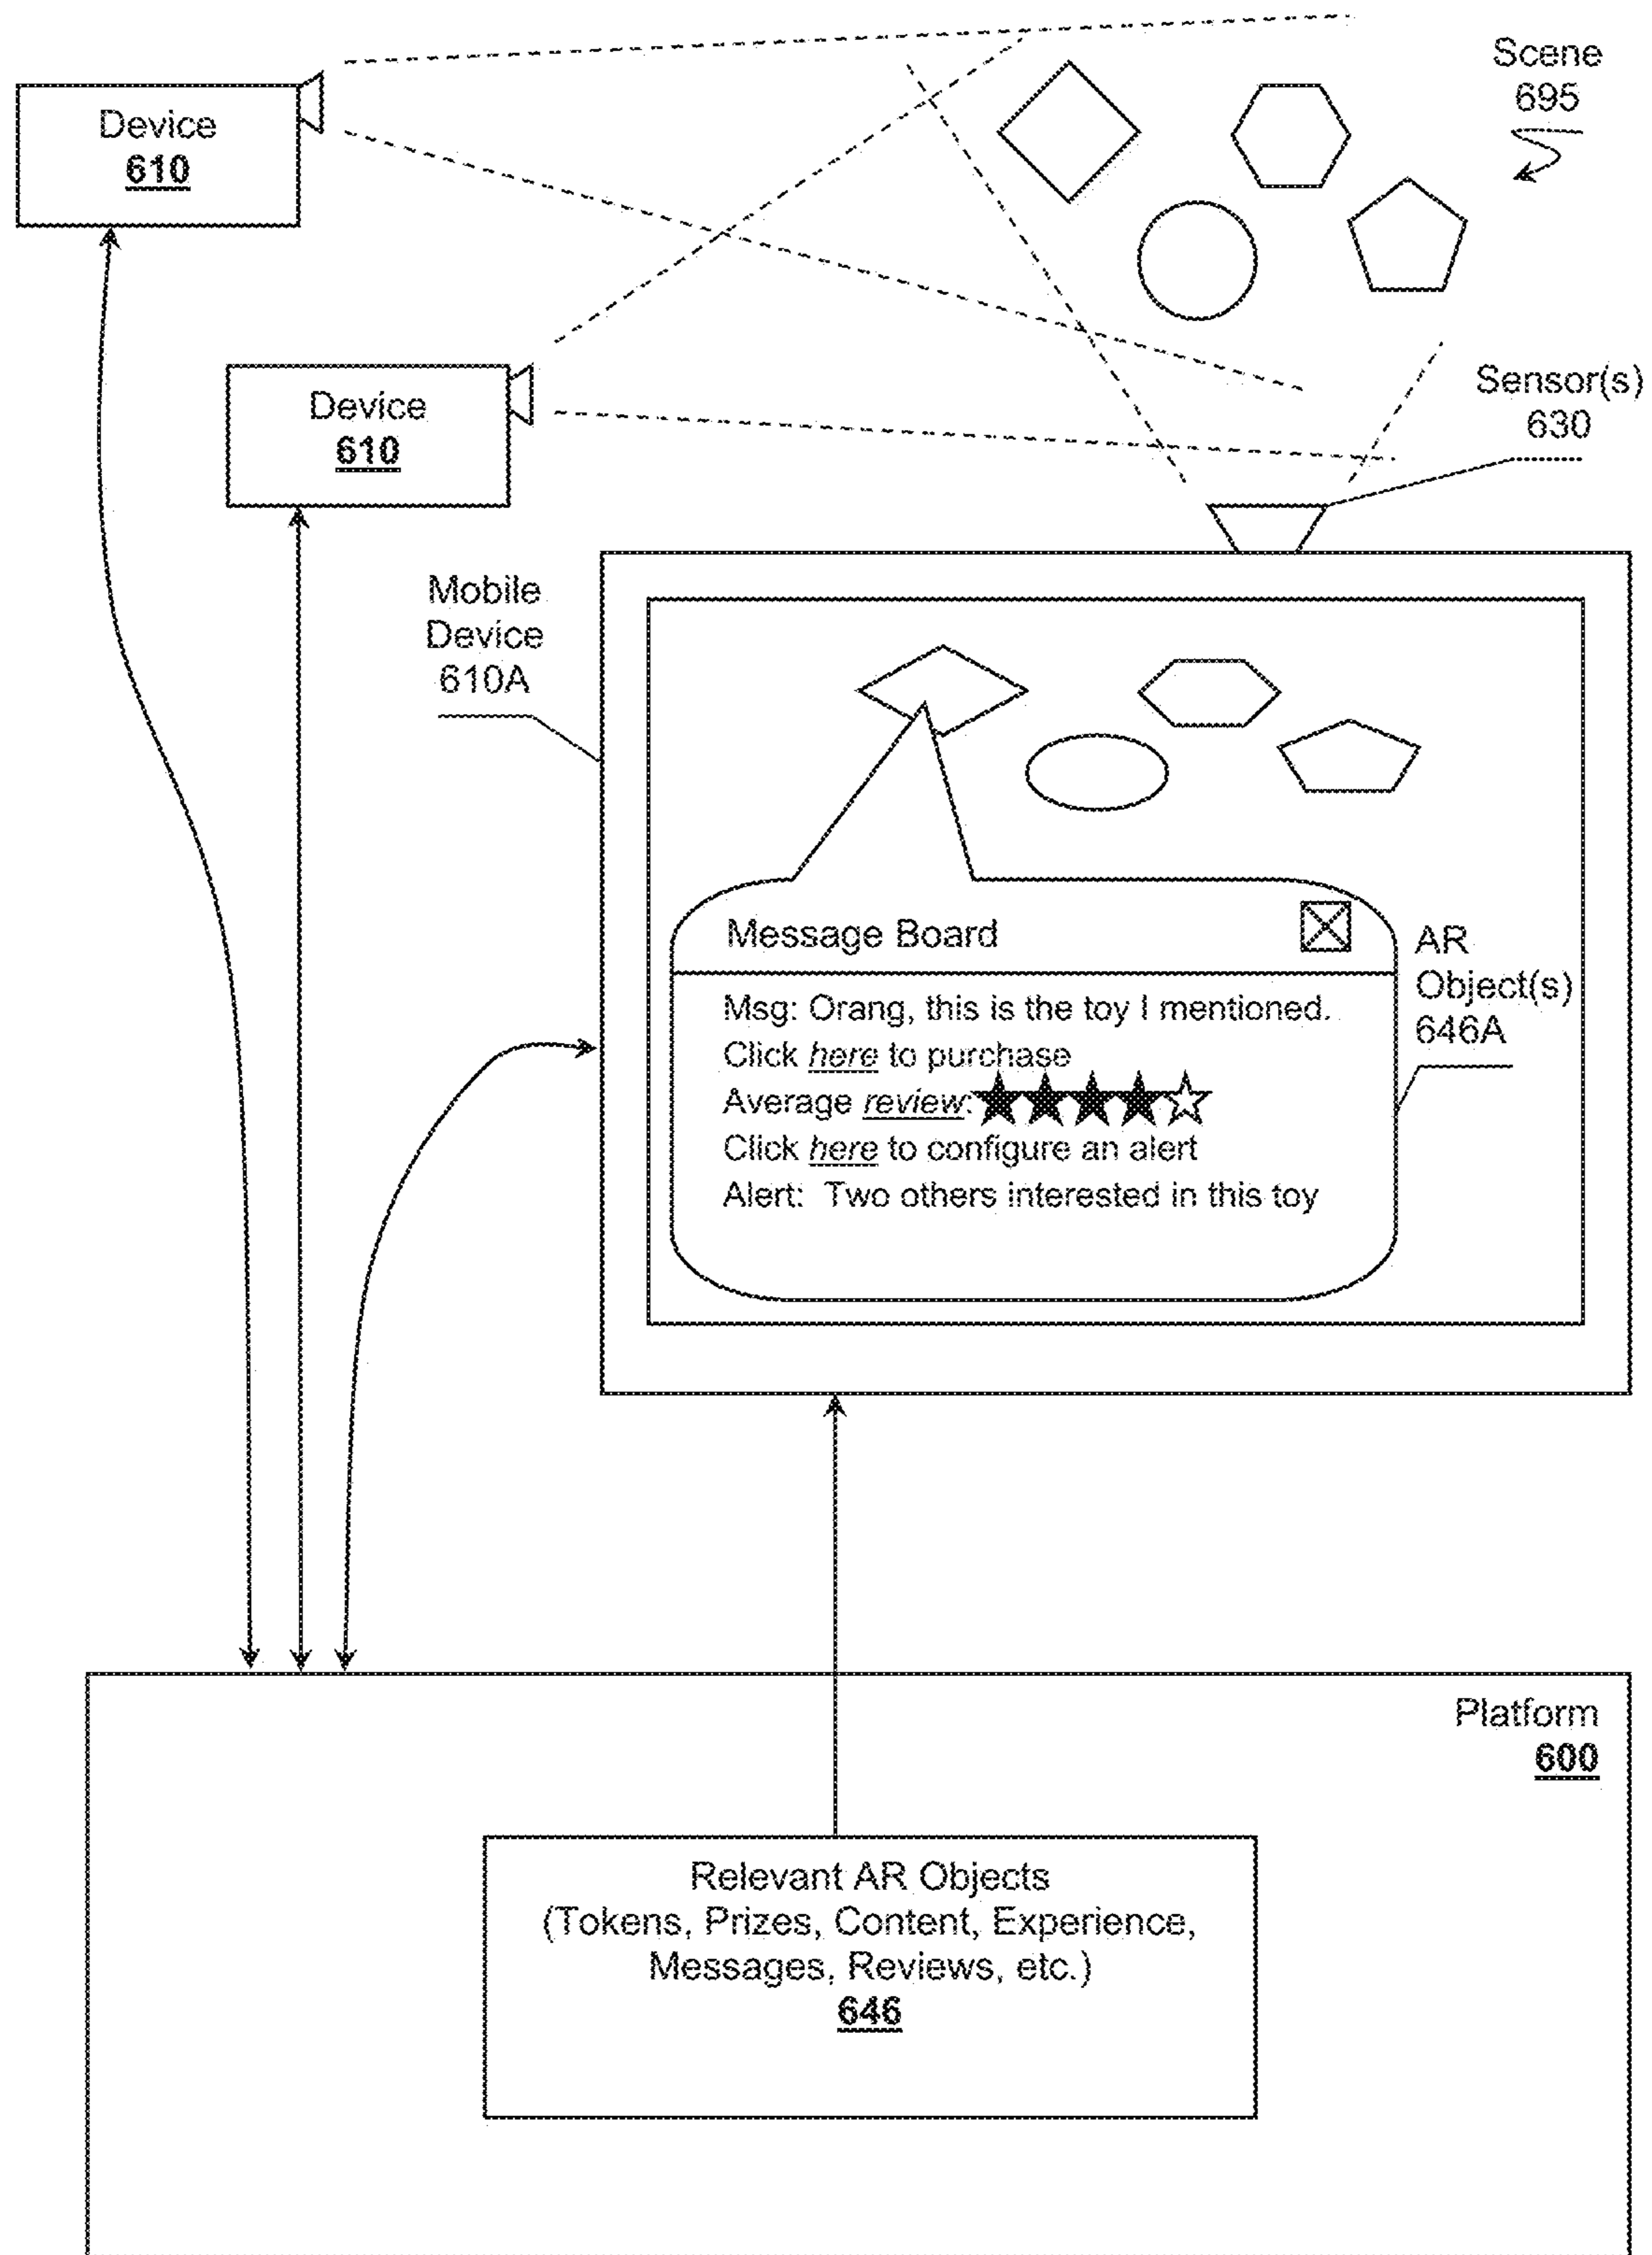 Scene
695
Device
610
Sensor(s)
630
Device
610
Mobile
Device
610A
Message Board
AR
Object(s)
646A
Msg: Orang, this is the toy I mentioned.
Click here to purchase
Average review:
Click here to configure an alert
Alert: Two others interested in this toy
Platform
600
Relevant AR Objects
(Tokens, Prizes, Content, Experience,
Messages, Reviews, etc.)
646